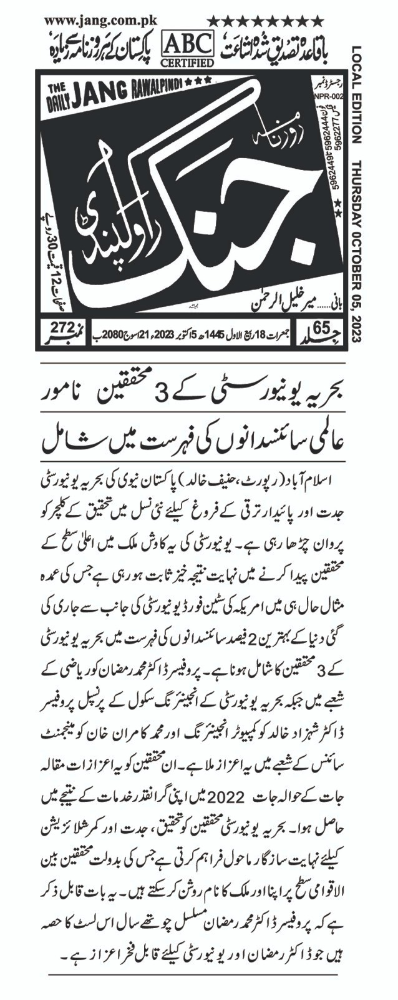 www.jang.com.pk
★★★★★★★★
باقاعدہ تصدیق شدہ اشاعت، ABC CERTIFIED پاکستان کے ہر روزنامہ سے زیادہ،
LOCAL EDITION THURSDAY OCTOBER 05, 2023
THE DAILY JANG RAWALPINDI ★★★
رجسٹرڈ نمبر
NPR-002
فون 5962444 تا 5962449
فیکس 5962277
★★
روزنامہ
جنگ
راولپنڈی
صفحات 12 قیمت 30 روپے
بانی ...... میر خلیل الرحمٰن
جلد 65
جمعرات 18 ربیع الاول 1445ھ 5 اکتوبر 2023ء 21 اسوج 2080ب
نمبر 272
بحریہ یونیورسٹی کے 3 محققین نامور
عالمی سائنسدانوں کی فہرست میں شامل
اسلام آباد (رپورٹ، حنیف خالد) پاکستان نیوی کی بحریہ یونیورسٹی
جدت اور پائیدار ترقی کے فروغ کیلئے نئی نسل میں تحقیق کے کلچر کو
پروان چڑھا رہی ہے۔ یونیورسٹی کی یہ کاوش ملک میں اعلیٰ سطح کے
محققین پیدا کرنے میں نہایت نتیجہ خیز ثابت ہو رہی ہے جس کی عمدہ
مثال حال ہی میں امریکہ کی سٹین فورڈ یونیورسٹی کی جانب سے جاری کی
گئی دنیا کے بہترین 2 فیصد سائنسدانوں کی فہرست میں بحریہ یونیورسٹی
کے 3 محققین کا شامل ہونا ہے۔ پروفیسر ڈاکٹر محمد رمضان کو ریاضی کے
شعبے میں جبکہ بحریہ یونیورسٹی کے انجینئرنگ سکول کے پرنسپل پروفیسر
ڈاکٹر شہزاد خالد کو کمپیوٹر انجینئرنگ اور محمد کامران خان کو مینجمنٹ
سائنس کے شعبے میں یہ اعزاز ملا ہے۔ ان محققین کو یہ اعزازات مقالہ
جات کے حوالہ جات 2022 میں اپنی گرانقدر خدمات کے نتیجے میں
حاصل ہوا۔ بحریہ یونیورسٹی محققین کو تحقیق، جدت اور کمرشلائزیشن
کیلئے نہایت سازگار ماحول فراہم کرتی ہے جس کی بدولت محققین بین
الاقوامی سطح پر اپنا اور ملک کا نام روشن کر سکتے ہیں۔ یہ بات قابل ذکر
ہے کہ پروفیسر ڈاکٹر محمد رمضان مسلسل چوتھے سال اس لسٹ کا حصہ
ہیں جو ڈاکٹر رمضان اور یونیورسٹی کیلئے قابل فخر اعزاز ہے۔